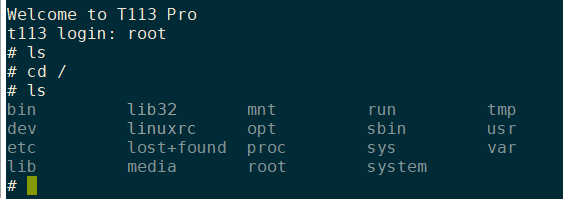 Welcome to T113 Pro
t113 login: root
# ls
# cd /
# ls
bin lib32 mnt run tmp
dev linuxrc opt sbin usr
etc lost+found proc sys var
lib media root system
#